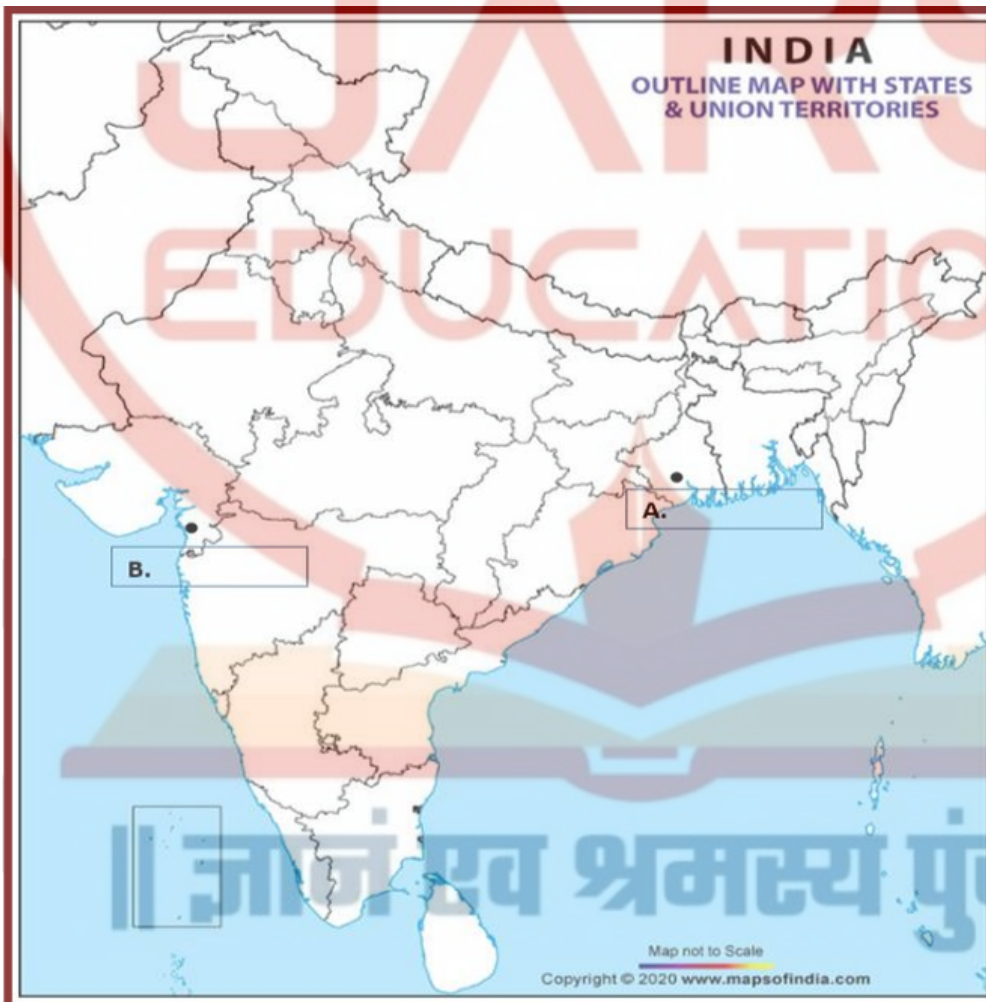 INDIA
OUTLINE MAP WITH STATES
& UNION TERRITORIES
EDUCATIO
A.
B.
|| ज्ञानं एव श्रमस्य
Map not to Scale
Copyright © 2020 www.mapsofindia.com